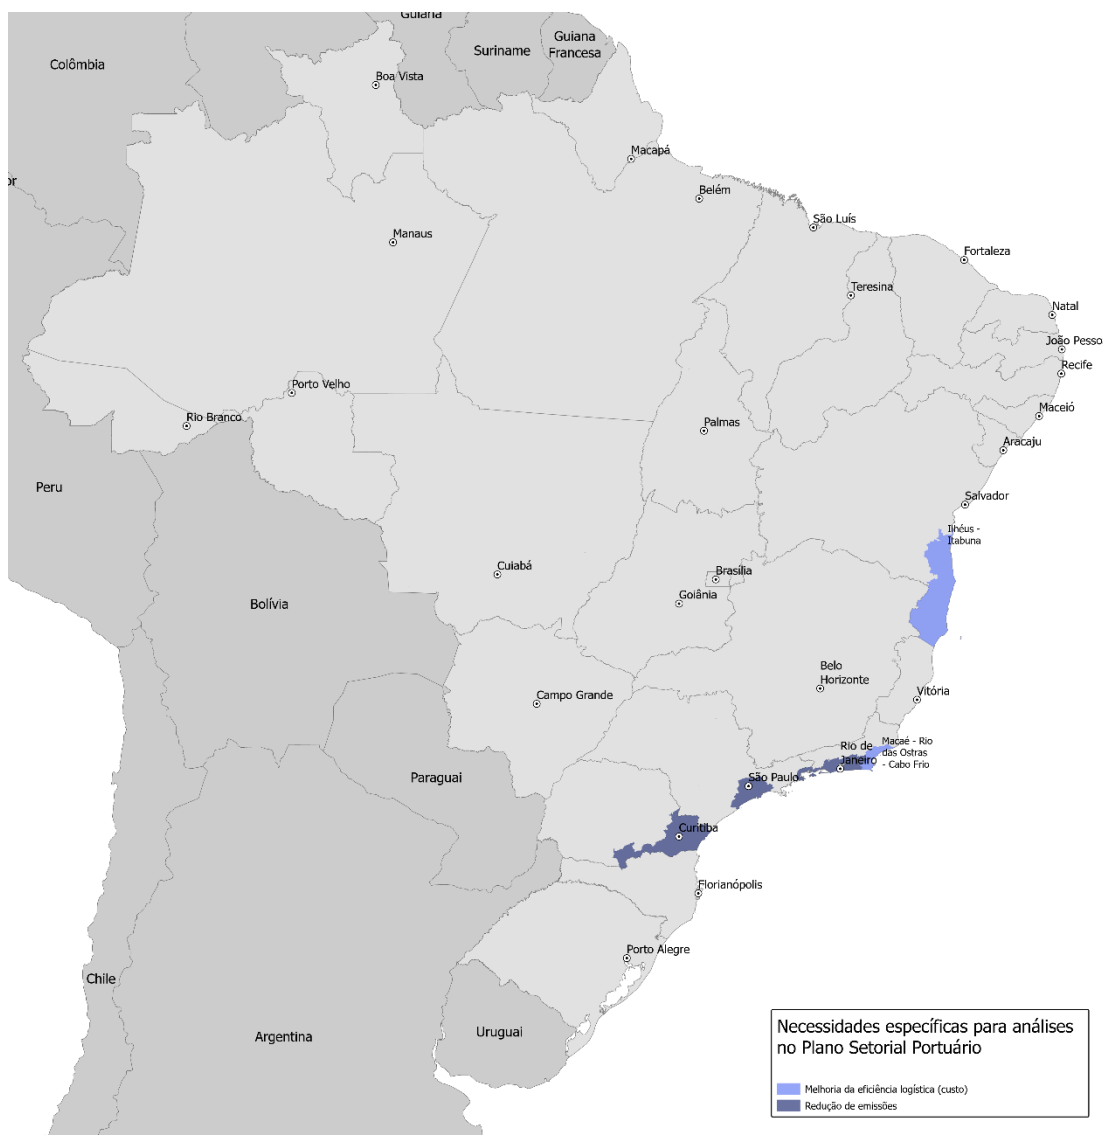 Guiana
Guiana
Francesa
Suriname
Colômbia
Boa Vista
Macapá
or
Belém
São Luís
Manaus
Fortaleza
Teresina
Natal
João Pesso
Recife
Porto Velho
Maceió
Rio Branco
Palmas
Aracaju
Peru
Salvador
Ilhéus -
Itabuna
Cuiabá
Brasília
Goiânia
Bolívia
Belo
Horizonte
Campo Grande
Vitória
Rio de
Janeiro
Macaé - Rio
das Ostras
- Cabo Frio
Paraguai
São Paulo
Curitiba
Florianópolis
Porto Alegre
Chile
Argentina
Uruguai
Necessidades específicas para análises
no Plano Setorial Portuário
Melhoria da eficiência logística (custo)
Redução de emissões